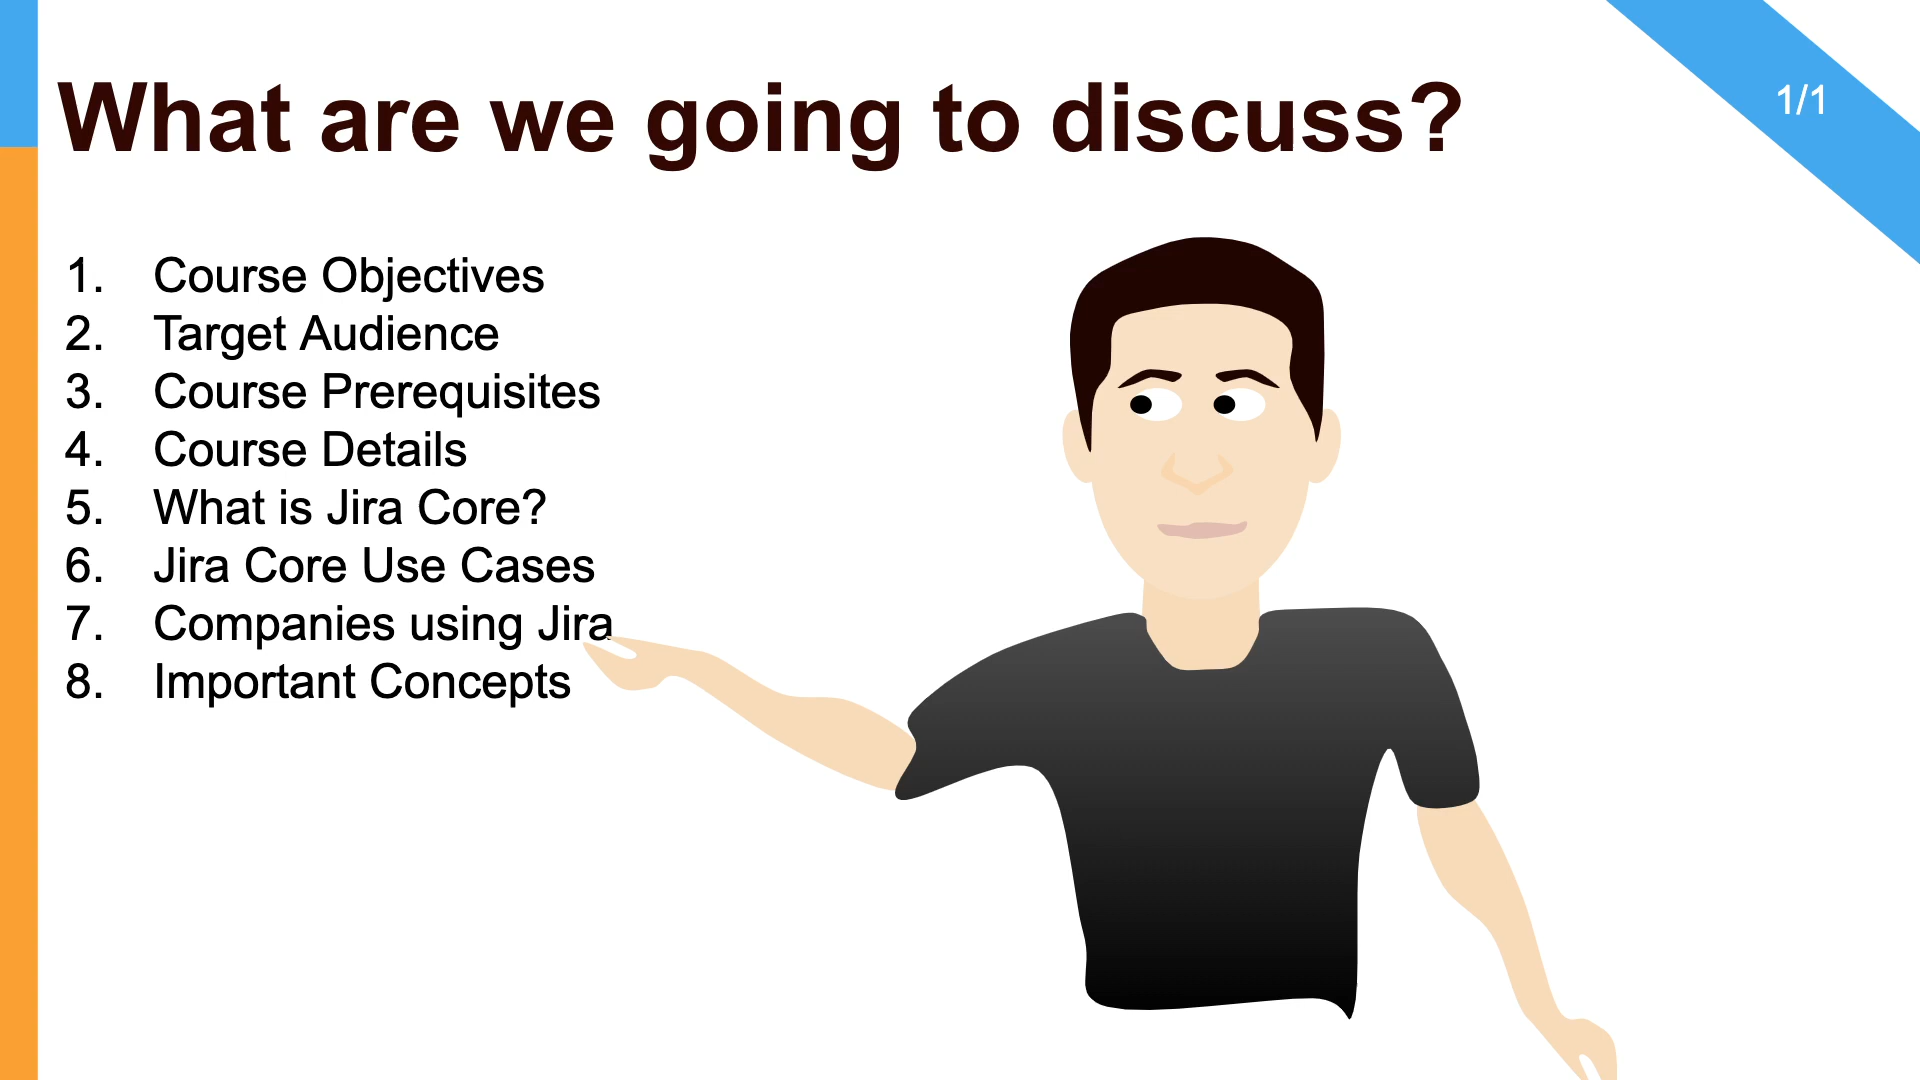 What are we going to discuss?
1/1
1. Course Objectives
2. Target Audience
3. Course Prerequisites
4. Course Details
5. What is Jira Core?
6. Jira Core Use Cases
7. Companies using Jira
8. Important Concepts